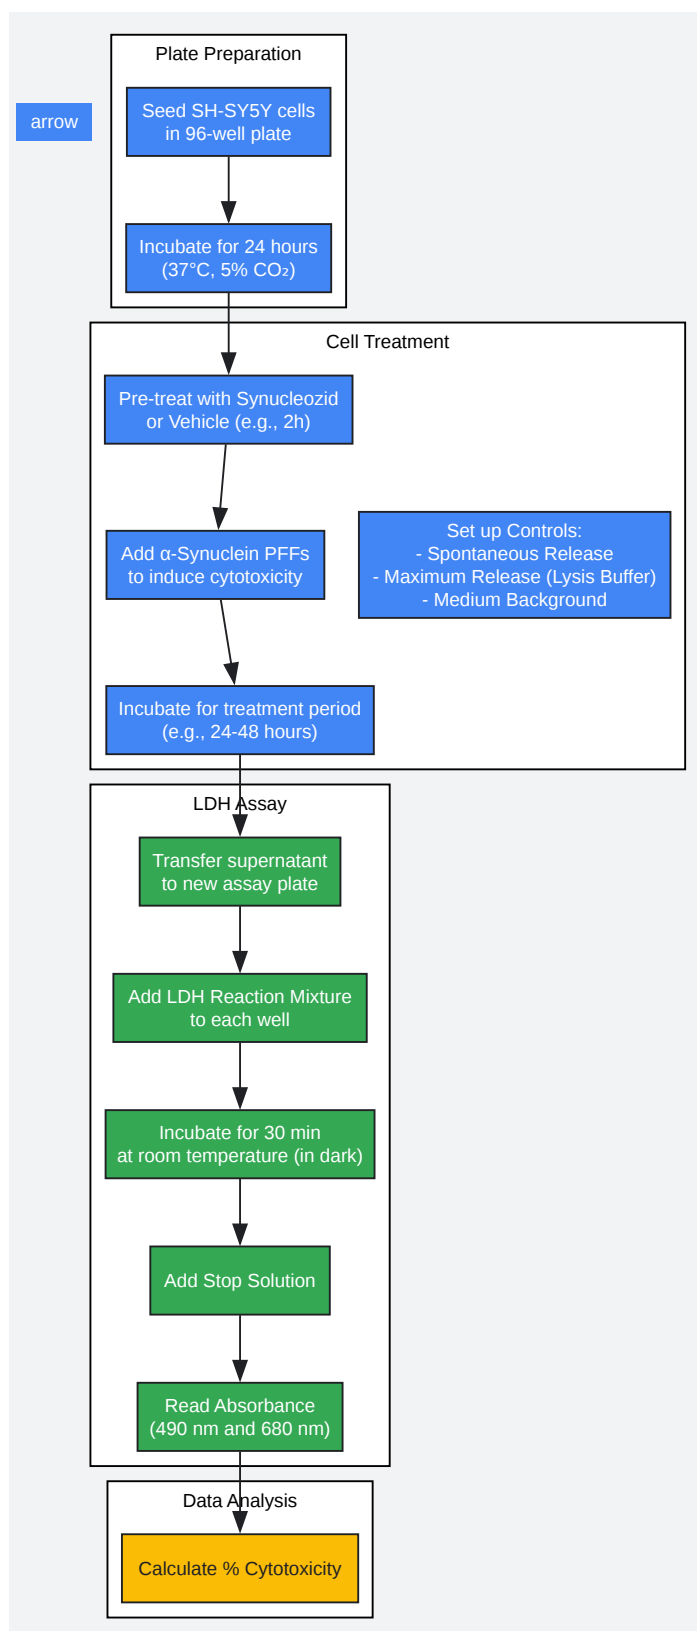 Plate Preparation
arrow
Seed SH-SY5Y cells
in 96-well plate
Incubate for 24 hours
(37°C, 5% CO₂)
Cell Treatment
Pre-treat with Synucleozid
or Vehicle (e.g., 2h)
Add α-Synuclein PFFs
to induce cytotoxicity
Set up Controls:
- Spontaneous Release
- Maximum Release (Lysis Buffer)
- Medium Background
Incubate for treatment period
(e.g., 24-48 hours)
LDH Assay
Transfer supernatant
to new assay plate
Add LDH Reaction Mixture
to each well
Incubate for 30 min
at room temperature (in dark)
Add Stop Solution
Read Absorbance
(490 nm and 680 nm)
Data Analysis
Calculate % Cytotoxicity